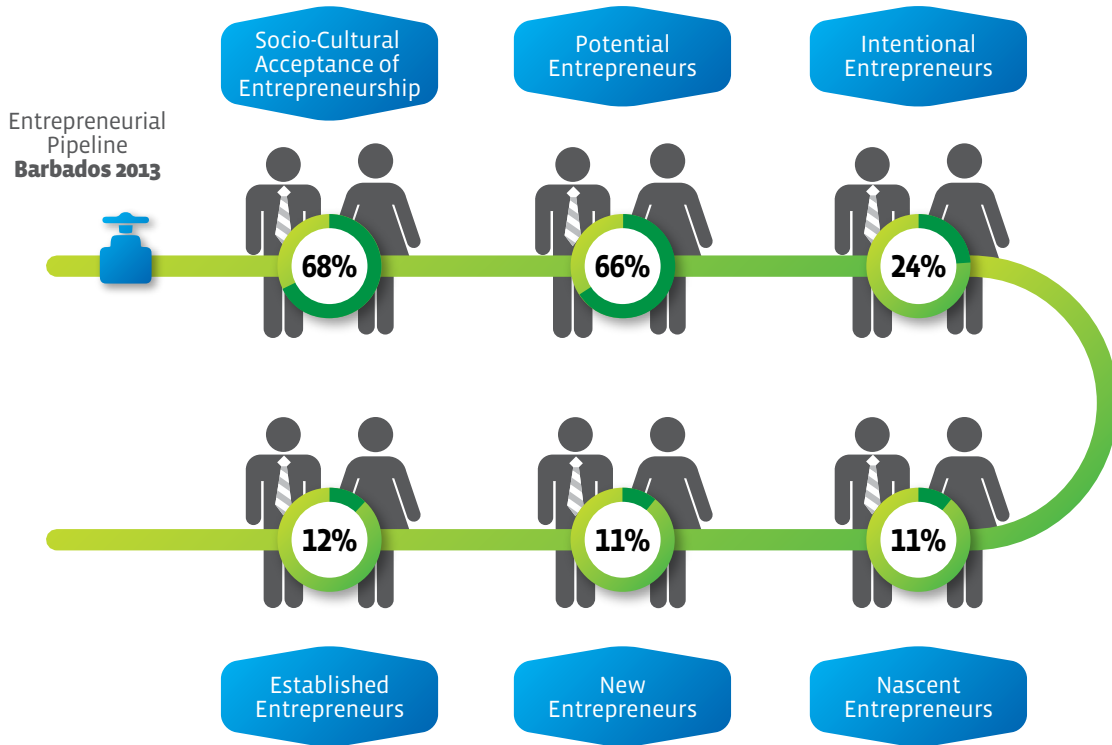 Socio-Cultural
Acceptance of
Entrepreneurship
Potential
Entrepreneurs
Intentional
Entrepreneurs
Entrepreneurial
Pipeline
Barbados 2013
68%
66%
24%
12%
11%
11%
Established
Entrepreneurs
New
Entrepreneurs
Nascent
Entrepreneurs